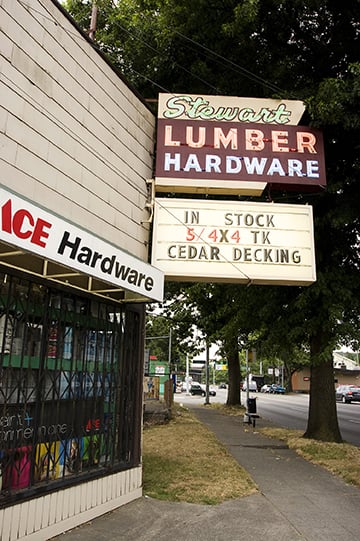 Stewart
LUMBER
HARDWARE
IN STOCK
5/4X4 TK
CEDAR DECKING
ACE Hardware